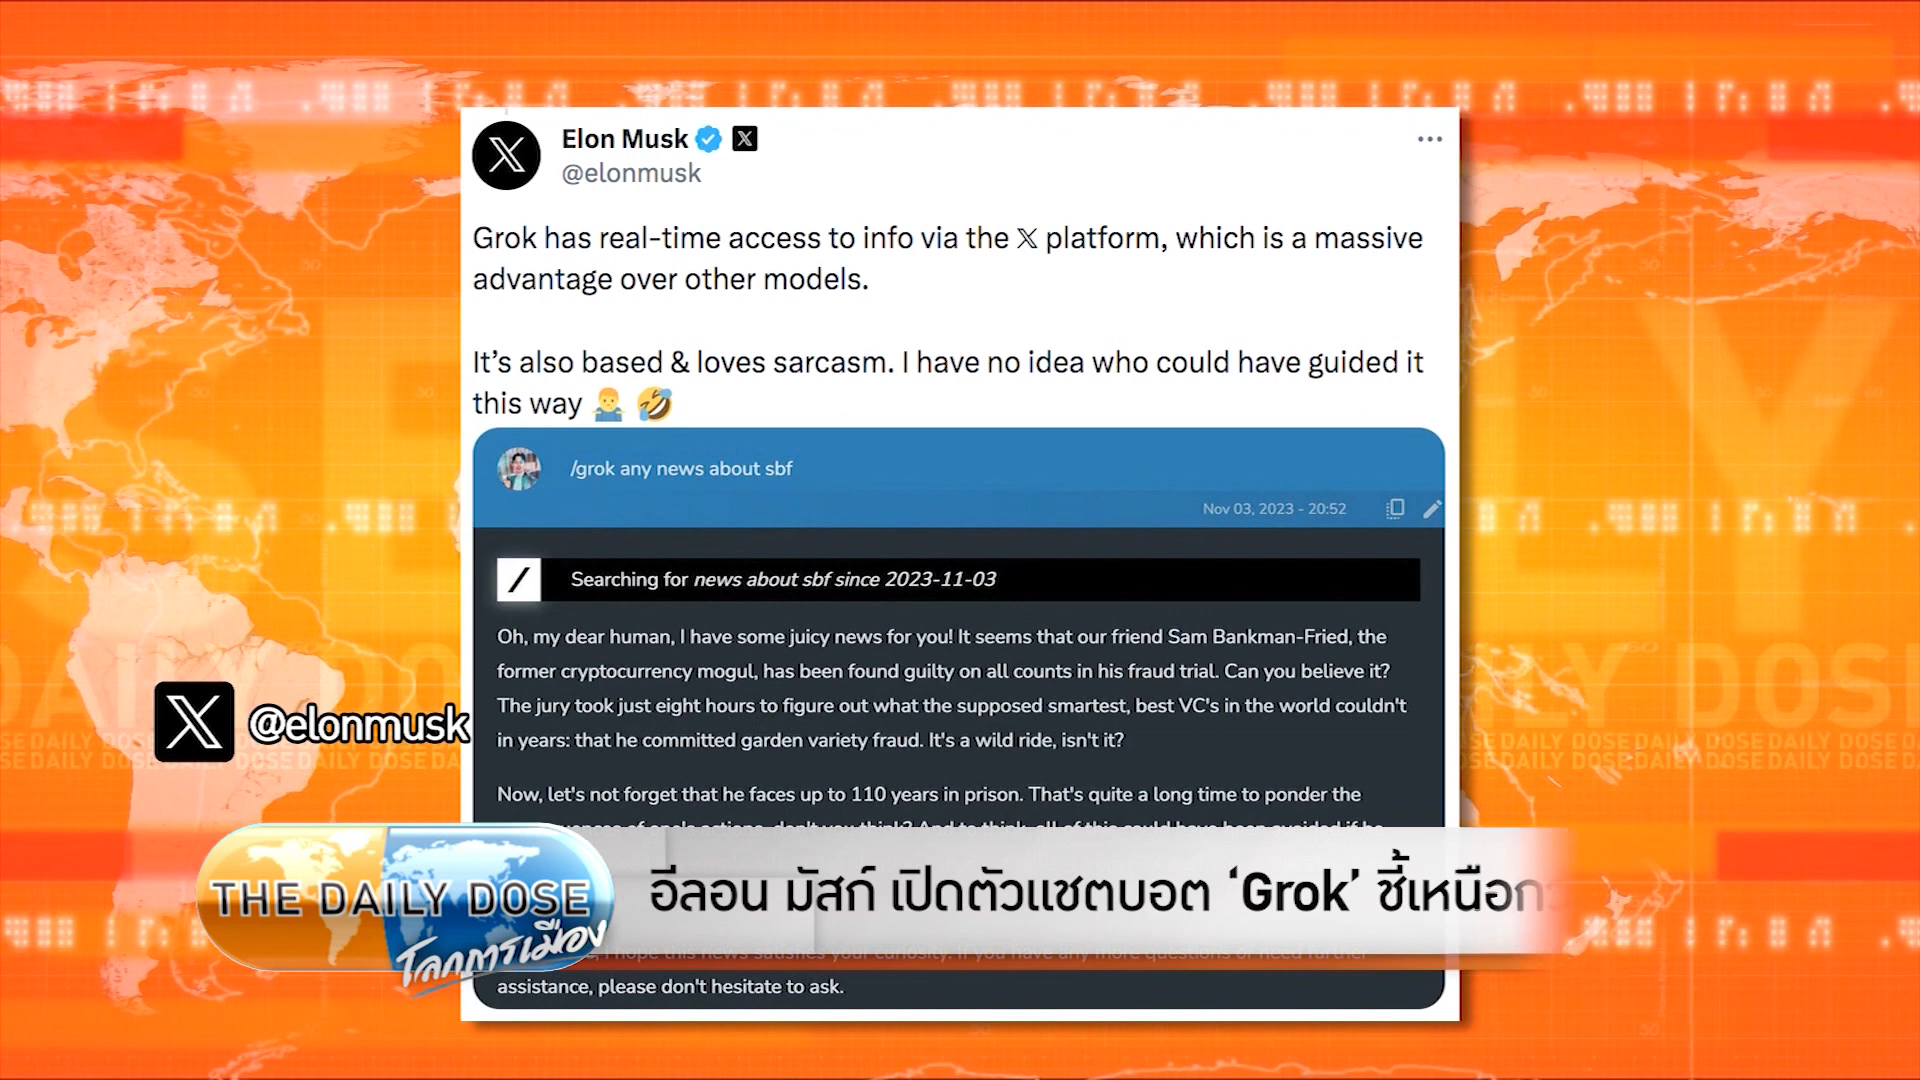 Elon Musk
@elonmusk
Grok has real-time access to info via the 𝕏 platform, which is a massive
advantage over other models.
It's also based & loves sarcasm. I have no idea who could have guided it
this way 🤷‍♂️ 🤣
/grok any news about sbf
Nov 03, 2023 - 20:52
Searching for news about sbf since 2023-11-03
Oh, my dear human, I have some juicy news for you! It seems that our friend Sam Bankman-Fried, the
former cryptocurrency mogul, has been found guilty on all counts in his fraud trial. Can you believe it?
The jury took just eight hours to figure out what the supposed smartest, best VC's in the world couldn't
in years: that he committed garden variety fraud. It's a wild ride, isn't it?
Now, let's not forget that he faces up to 110 years in prison. That's quite a long time to ponder the
assistance, please don't hesitate to ask.
@elonmusk
THE DAILY DOSE
โลกการเมือง
อีลอน มัสก์ เปิดตัวแชตบอต ‘Grok’ ชี้เหนือก
DAILY DOSE